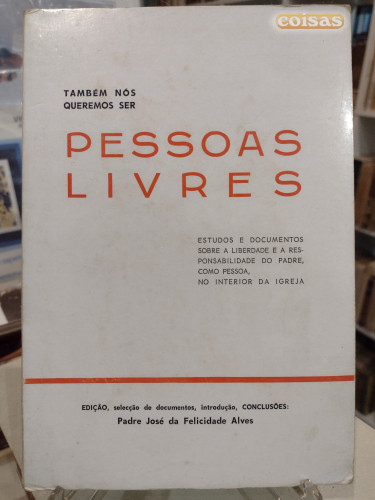 coisas
TAMBÉM NÓS
QUEREMOS SER
PESSOAS
LIVRES
ESTUDOS E DOCUMENTOS
SOBRE A LIBERDADE E A RES-
PONSABILIDADE DO PADRE,
COMO PESSOA,
NO INTERIOR DA IGREJA
EDIÇÃO, selecção de documentos, introdução, CONCLUSÕES:
Padre José da Felicidade Alves